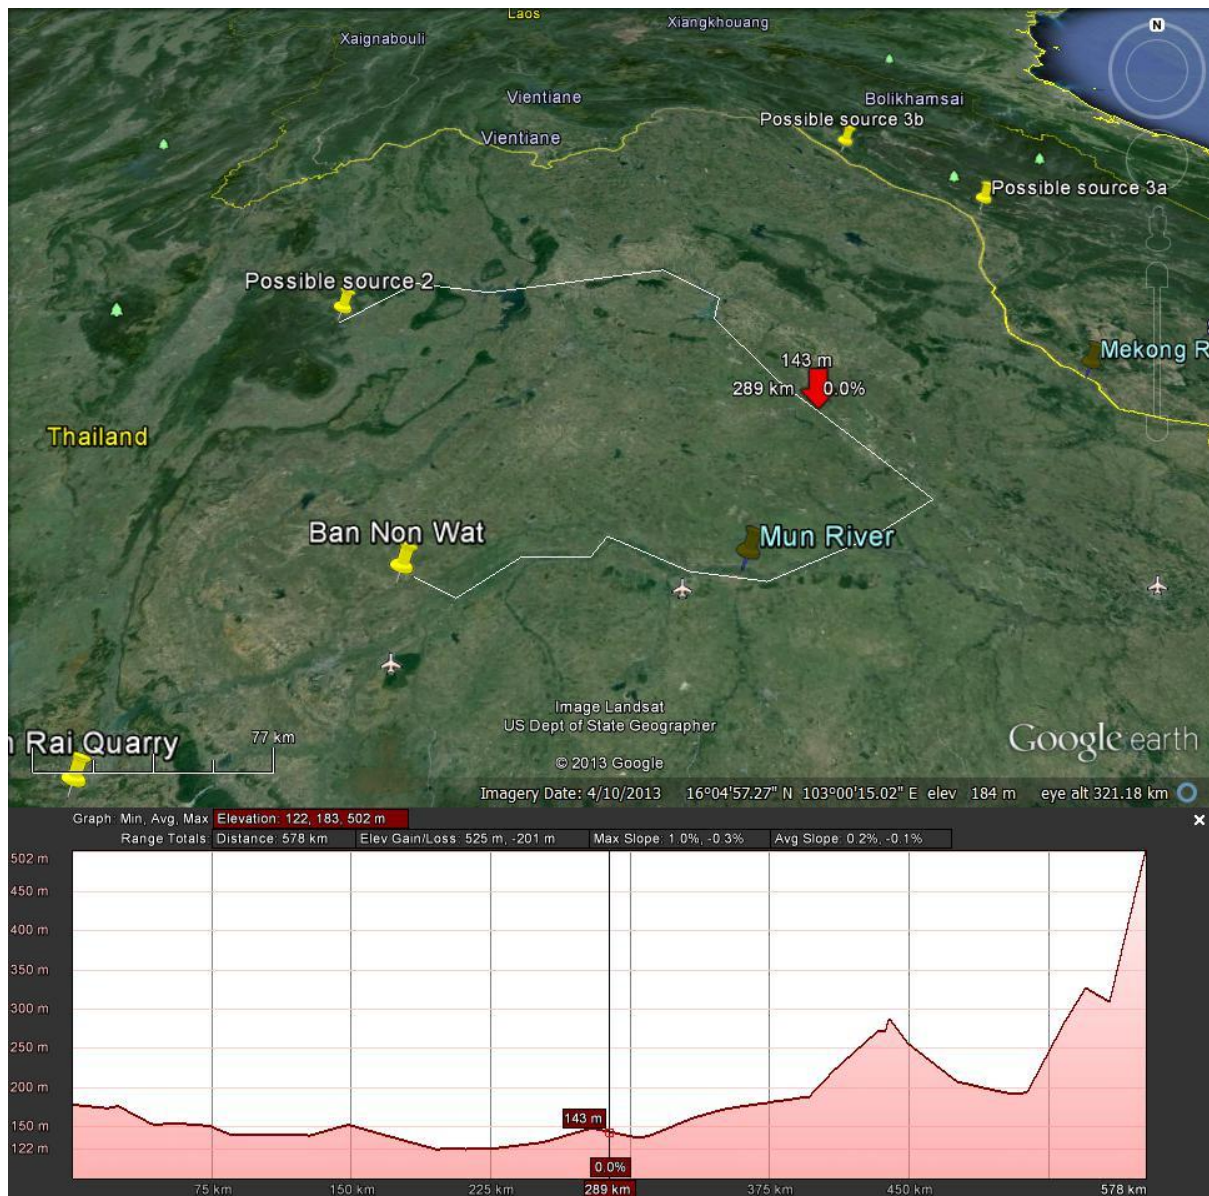 Laos
Xiangkhouang
N
Xaignabouli
Vientiane
Bolikhamsai
Possible source 3b
Vientiane
Possible source 3a
Possible source 2
Mekong R
143 m
289 km 0.0%
Thailand
Ban Non Wat
Mun River
Image Landsat
US Dept of State Geographer
n Rai Quarry
77 km
Google earth
© 2013 Google
Imagery Date: 4/10/2013 16°04'57.27" N 103°00'15.02" E elev 184 m eye alt 321.18 km
Graph: Min, Avg, Max Elevation: 122, 183, 502 m
Range Totals: Distance: 578 km Elev Gain/Loss: 525 m, -201 m Max Slope: 1.0%, -0.3% Avg Slope: 0.2%, -0.1%
502 m
450 m
400 m
350 m
300 m
250 m
200 m
150 m
143 m
122 m
0.0%
75 km 150 km 225 km 289 km 375 km 450 km 578 km